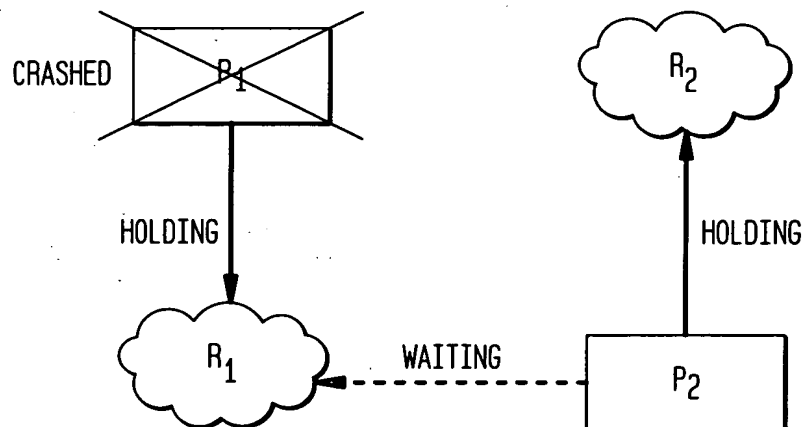 CRASHED
P1
R2
HOLDING
HOLDING
R1
WAITING
P2